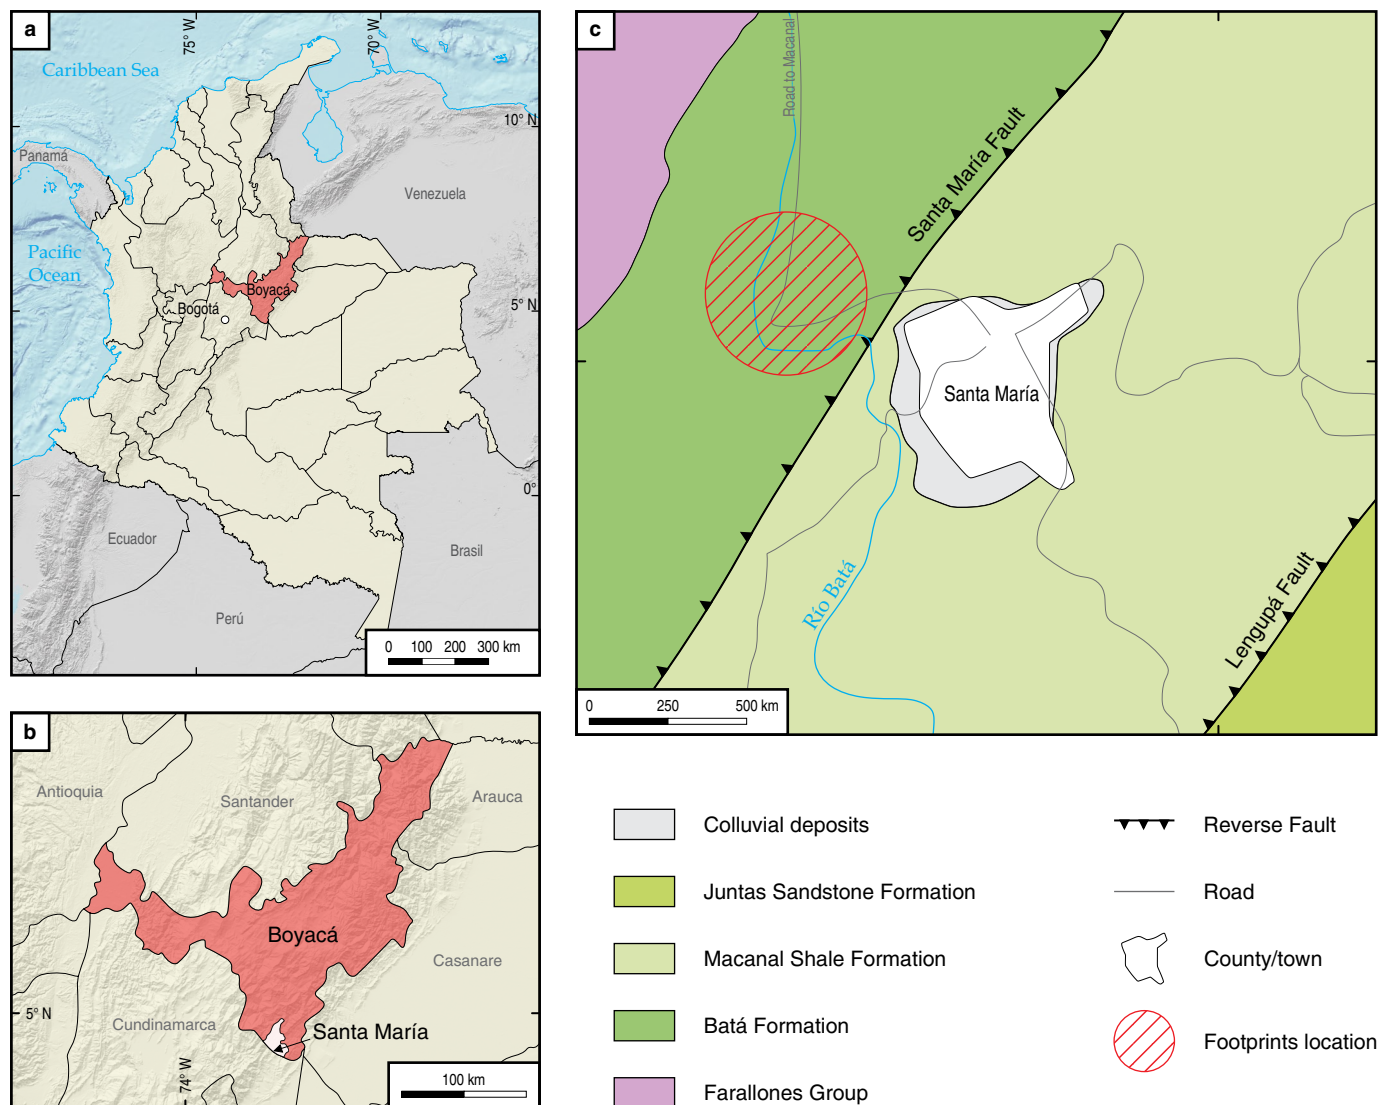 a
75° W
70° W
Caribbean Sea
10° N
Panamá
Venezuela
Pacific
Ocean
Boyacá
Bogotá
5° N
0°
Ecuador
Brasil
Perú
0 100 200 300 km
b
Antioquia
Santander
Arauca
Boyacá
Casanare
5° N
Cundinamarca
Santa María
74° W
100 km
c
Road to Macanal
Santa María Fault
Santa María
Río Batá
Lengupá Fault
0 250 500 km
Colluvial deposits
Juntas Sandstone Formation
Macanal Shale Formation
Batá Formation
Farallones Group
Reverse Fault
Road
County/town
Footprints location